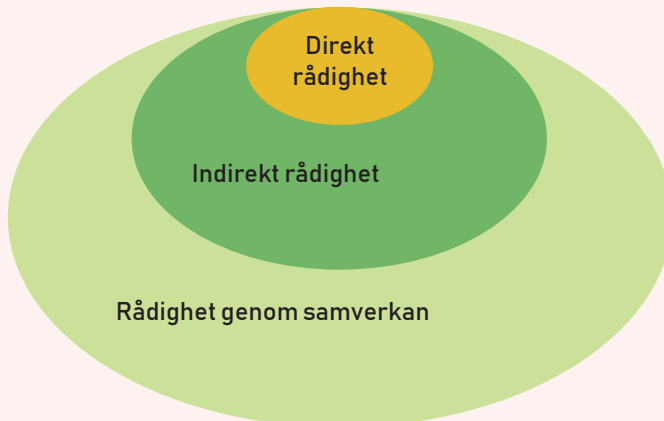 Direkt
rådighet
Indirekt rådighet
Rådighet genom samverkan